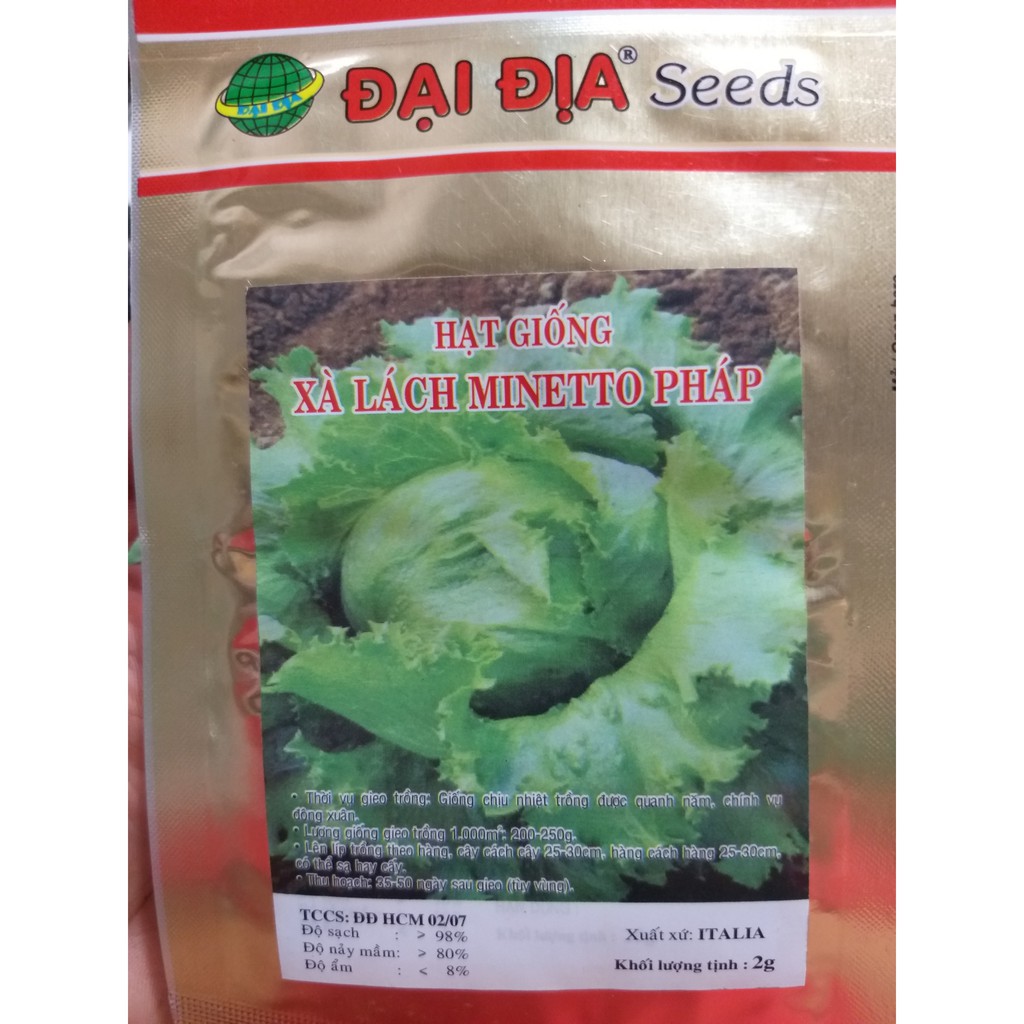 ĐẠI ĐỊA
ĐẠI ĐỊA® Seeds
HẠT GIỐNG
XÀ LÁCH MINETTO PHÁP
• Thời vụ gieo trồng: Giống chịu nhiệt trồng được quanh năm, chính vụ
đông xuân.
• Lượng giống gieo trồng 1.000m²: 200-250g.
• Lên líp trồng theo hàng, cây cách cây 25-30cm, hàng cách hàng 25-30cm,
có thể sạ hay cấy.
• Thu hoạch: 35-50 ngày sau gieo (tùy vùng).
TCCS: ĐĐ HCM 02/07
Độ sạch : ≥ 98%
Độ nảy mầm: ≥ 80%
Độ ẩm : < 8%
Xuất xứ: ITALIA
Khối lượng tịnh : 2g